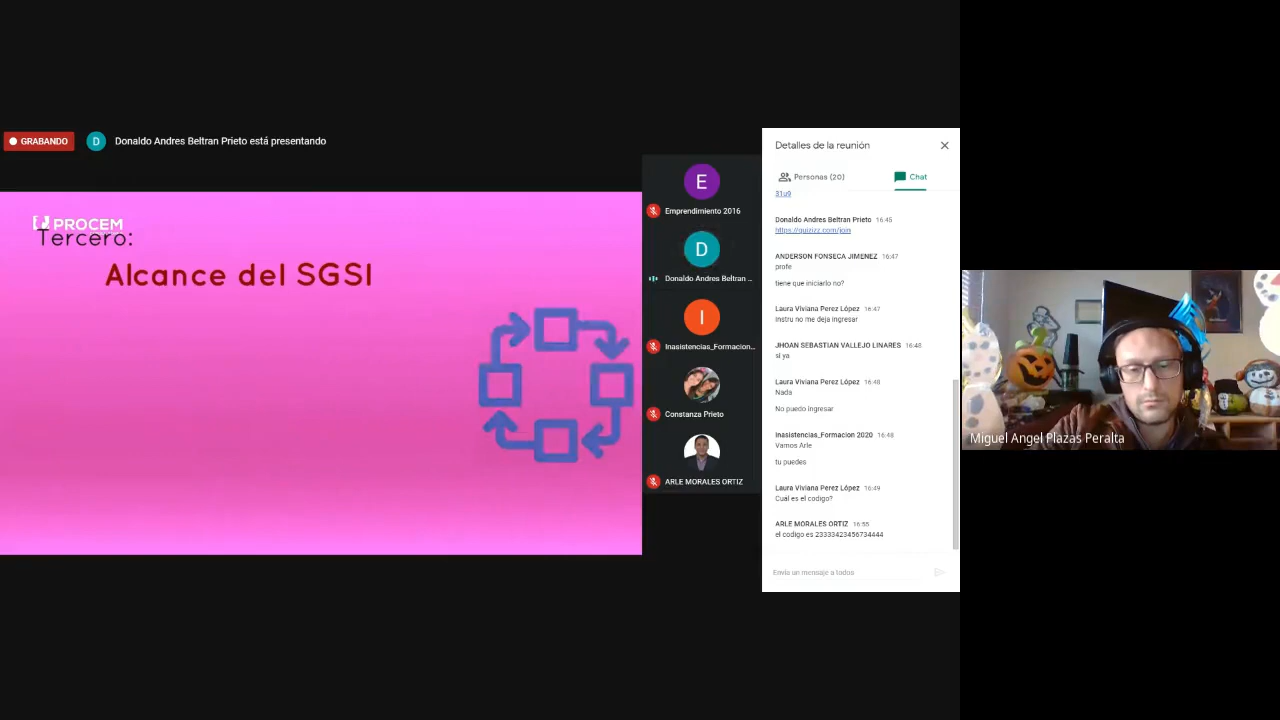 GRABANDO
D
Donaldo Andres Beltran Prieto está presentando
PROCEM
Tercero:
Alcance del SGSI
E
Emprendimiento 2016
D
Donaldo Andres Beltran ...
I
Inasistencias_Formacion...
Constanza Prieto
ARLE MORALES ORTIZ
Detalles de la reunión
Personas (20)
Chat
31u9
Donaldo Andres Beltran Prieto 16:45
https://quizizz.com/join
ANDERSON FONSECA JIMENEZ 16:47
profe
tiene que iniciarlo no?
Laura Viviana Perez López 16:47
Instru no me deja ingresar
JHOAN SEBASTIAN VALLEJO LINARES 16:48
si ya
Laura Viviana Perez López 16:48
Nada
No puedo ingresar
Inasistencias_Formacion 2020 16:48
Vamos Arle
tu puedes
Laura Viviana Perez López 16:49
Cuál es el codigo?
ARLE MORALES ORTIZ 16:55
el codigo es 23333423456734444
Envía un mensaje a todos
Miguel Angel Plazas Peralta